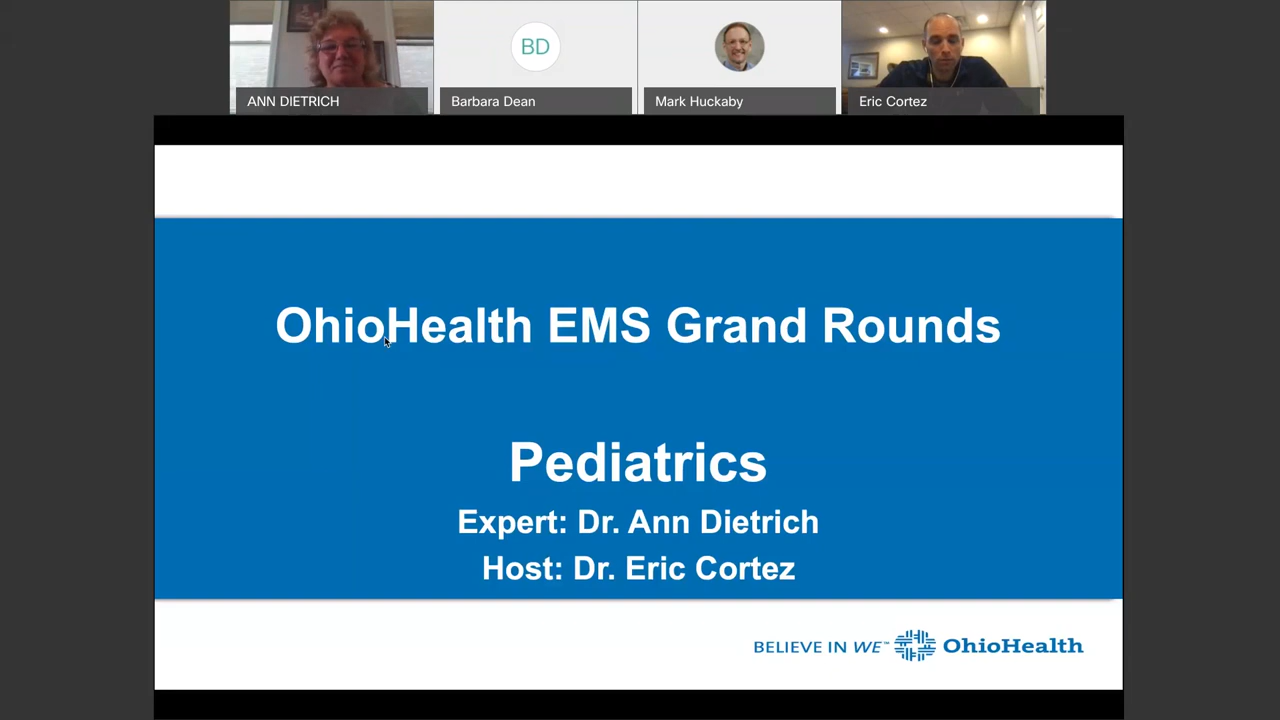 ANN DIETRICH
BD
Barbara Dean
Mark Huckaby
Eric Cortez
OhioHealth EMS Grand Rounds
Pediatrics
Expert: Dr. Ann Dietrich
Host: Dr. Eric Cortez
BELIEVE IN WE™ OhioHealth